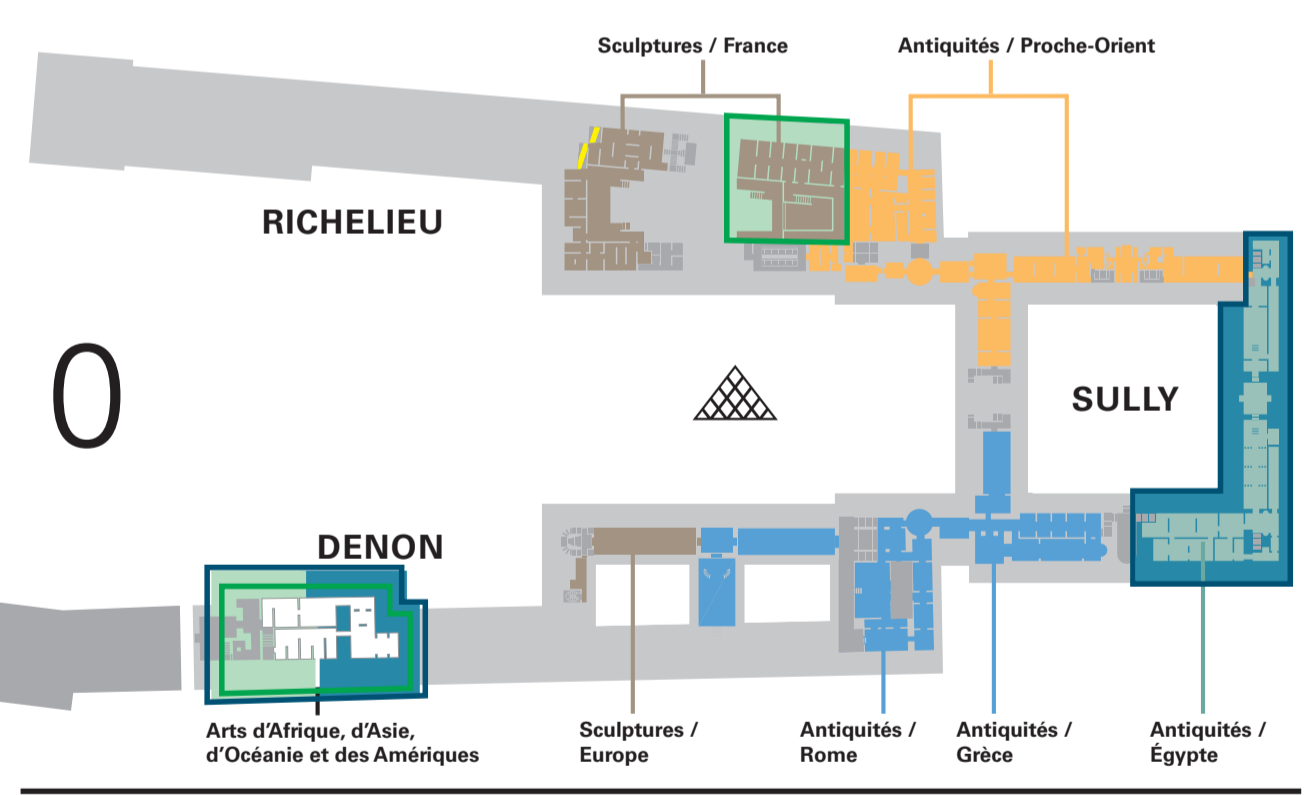 Sculptures / France
Antiquités / Proche-Orient
RICHELIEU
0
SULLY
DENON
Arts d’Afrique, d’Asie,
d’Océanie et des Amériques
Sculptures /
Europe
Antiquités /
Rome
Antiquités /
Grèce
Antiquités /
Égypte